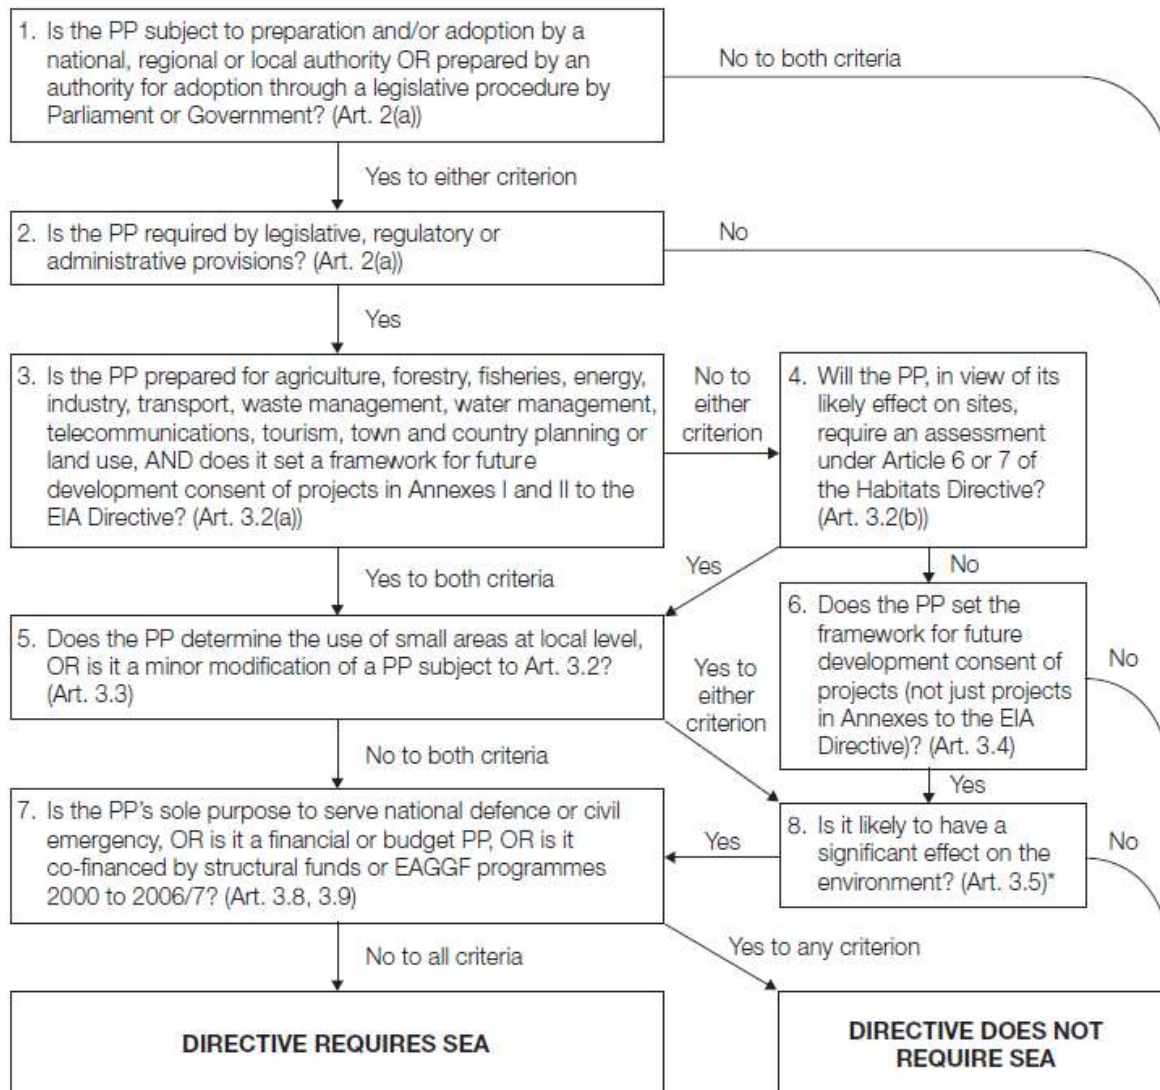 1. Is the PP subject to preparation and/or adoption by a
national, regional or local authority OR prepared by an
authority for adoption through a legislative procedure by
Parliament or Government? (Art. 2(a))
No to both criteria
Yes to either criterion
2. Is the PP required by legislative, regulatory or
administrative provisions? (Art. 2(a))
No
Yes
3. Is the PP prepared for agriculture, forestry, fisheries, energy,
industry, transport, waste management, water management,
telecommunications, tourism, town and country planning or
land use, AND does it set a framework for future
development consent of projects in Annexes I and II to the
EIA Directive? (Art. 3.2(a))
No to
either
criterion
4. Will the PP, in view of its
likely effect on sites,
require an assessment
under Article 6 or 7 of
the Habitats Directive?
(Art. 3.2(b))
Yes to both criteria
Yes
No
5. Does the PP determine the use of small areas at local level,
OR is it a minor modification of a PP subject to Art. 3.2?
(Art. 3.3)
Yes to
either
criterion
6. Does the PP set the
framework for future
development consent of
projects (not just projects
in Annexes to the EIA
Directive)? (Art. 3.4)
No
No to both criteria
Yes
7. Is the PP's sole purpose to serve national defence or civil
emergency, OR is it a financial or budget PP, OR is it
co-financed by structural funds or EAGGF programmes
2000 to 2006/7? (Art. 3.8, 3.9)
Yes
8. Is it likely to have a
significant effect on the
environment? (Art. 3.5)*
No
No to all criteria
Yes to any criterion
DIRECTIVE REQUIRES SEA
DIRECTIVE DOES NOT
REQUIRE SEA